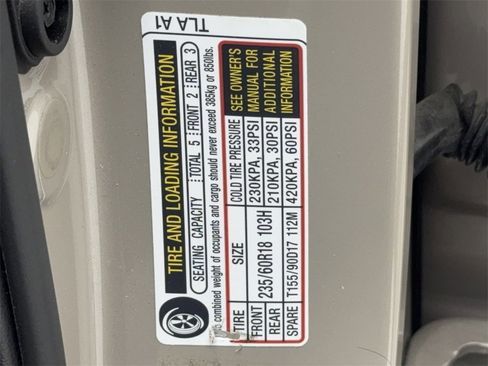 TLA A1
TIRE AND LOADING INFORMATION
SEATING CAPACITY TOTAL 5 FRONT 2 REAR 3
combined weight of occupants and cargo should never exceed 385kg or 850lbs.
TIRE SIZE COLD TIRE PRESSURE
FRONT 235/60R18 103H 230KPA, 33PSI
REAR 210KPA, 30PSI
SPARE T155/90D17 112M 420KPA, 60PSI
SEE OWNER'S
MANUAL FOR
ADDITIONAL
INFORMATION